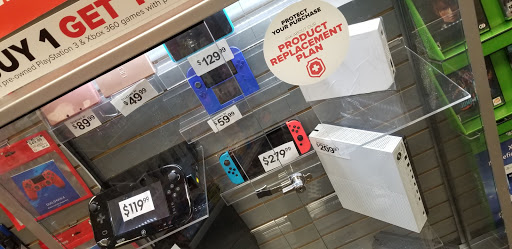 UY 1 GET
pre-owned PlayStation 3 & Xbox 360 games with p
PROTECT
YOUR PURCHASE
PRODUCT
REPLACEMENT
PLAN
$129.99
$49.99
$89.99
$59.99
$279.99
$119.99